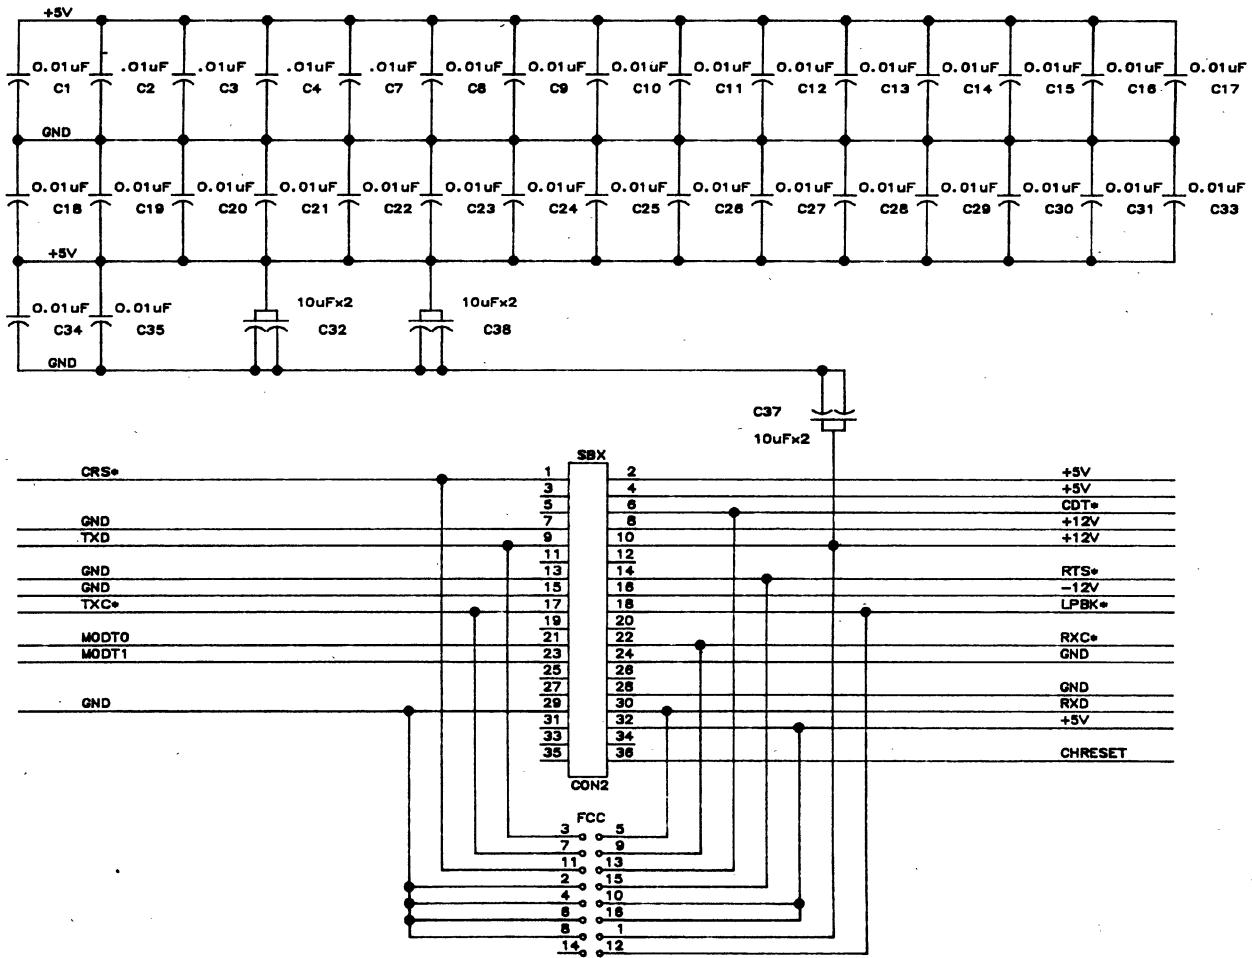 +5V
0.01uF .01uF .01uF .01uF .01uF 0.01uF 0.01uF 0.01uF 0.01uF 0.01uF 0.01uF 0.01uF 0.01uF 0.01uF 0.01uF
C1 C2 C3 C4 C7 C8 C9 C10 C11 C12 C13 C14 C15 C16 C17
GND
0.01uF 0.01uF 0.01uF 0.01uF 0.01uF 0.01uF 0.01uF 0.01uF 0.01uF 0.01uF 0.01uF 0.01uF 0.01uF 0.01uF 0.01uF
C18 C19 C20 C21 C22 C23 C24 C25 C26 C27 C28 C29 C30 C31 C33
+5V
0.01uF 0.01uF 10uFx2 10uFx2
C34 C35 C32 C38
GND
C37
10uFx2
SBX
CRS* 1 2 +5V
3 4 +5V
5 6 CDT*
GND 7 8 +12V
TXD 9 10 +12V
11 12
GND 13 14 RTS*
GND 15 16 -12V
TXC* 17 18 LPBK*
19 20
MODT0 21 22 RXC*
MODT1 23 24 GND
25 26
27 28 GND
GND 29 30 RXD
31 32 +5V
33 34
35 36 CHRESET
CON2
FCC
3 5
7 9
11 13
2 15
4 10
6 16
8 1
14 12